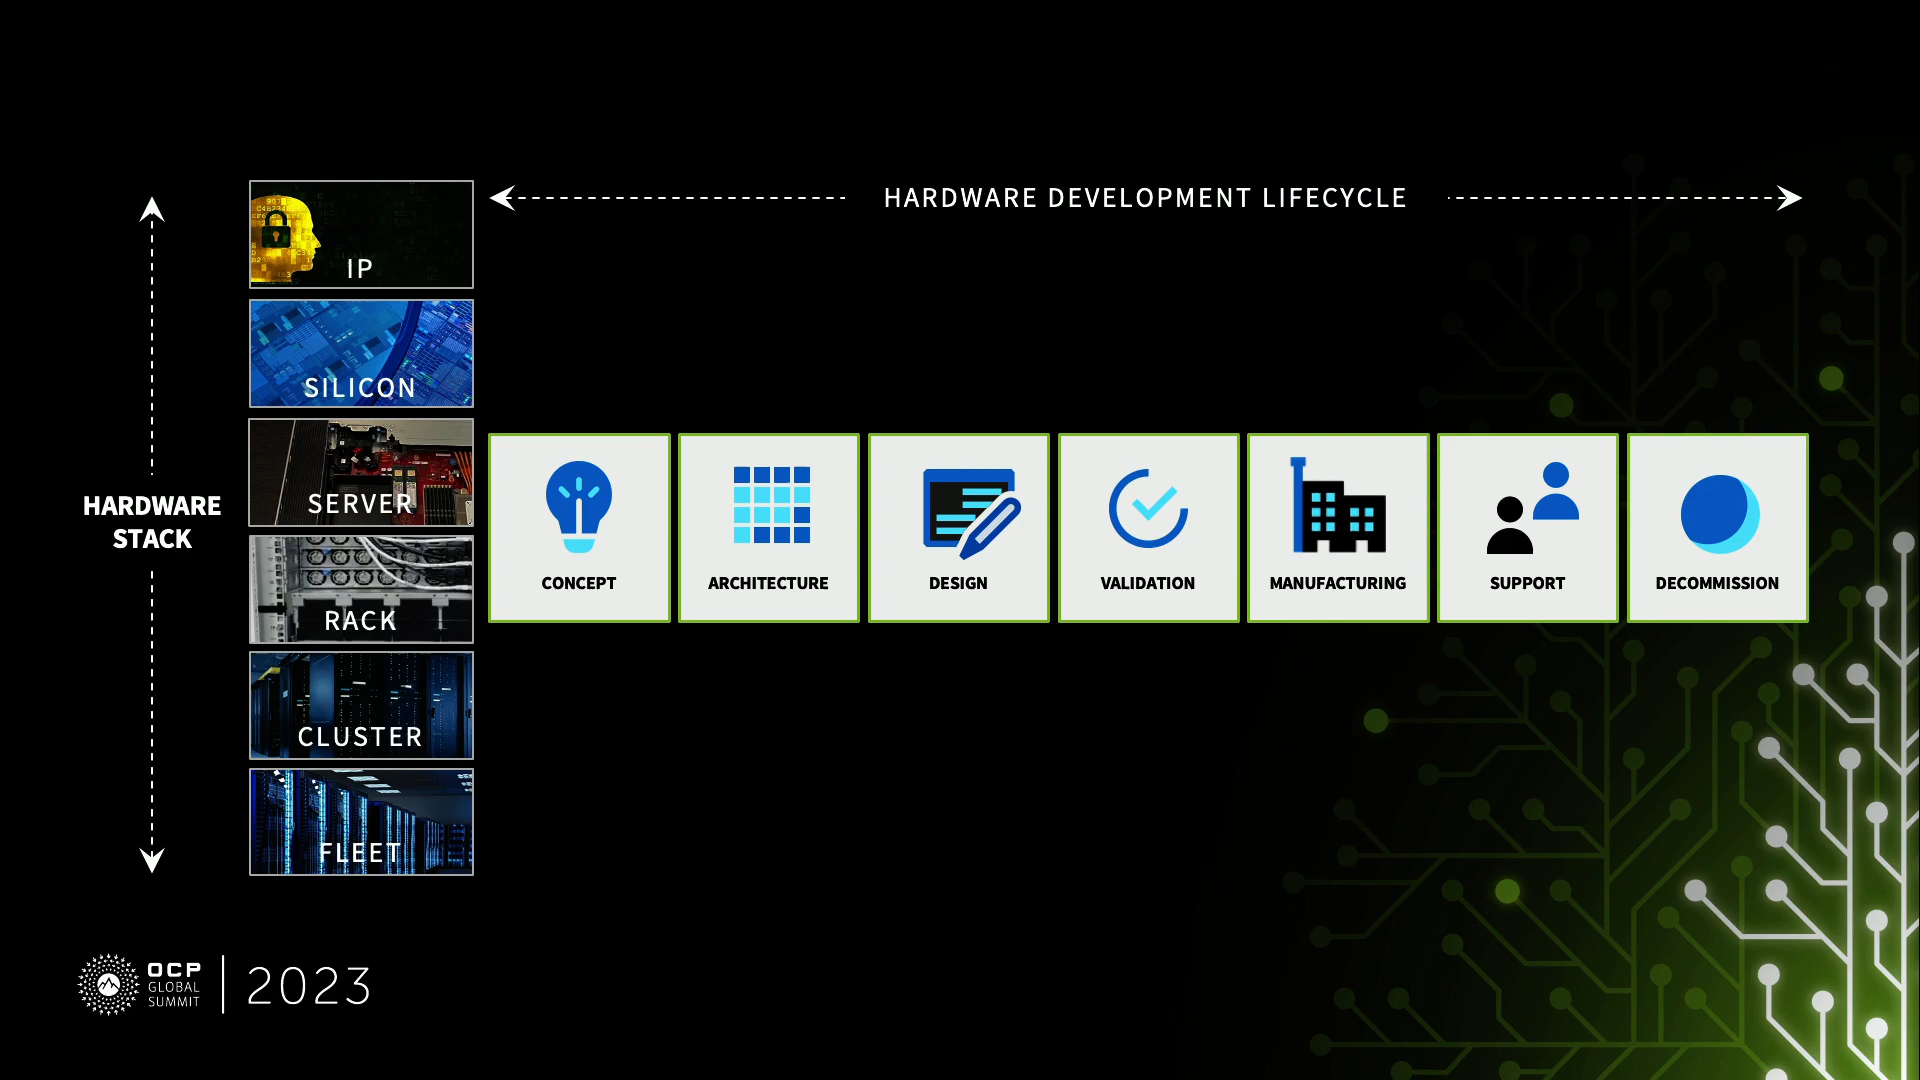 HARDWARE DEVELOPMENT LIFECYCLE
HARDWARE
STACK
IP
SILICON
SERVER
RACK
CLUSTER
FLEET
CONCEPT
ARCHITECTURE
DESIGN
VALIDATION
MANUFACTURING
SUPPORT
DECOMMISSION
OCP
GLOBAL
SUMMIT
2023